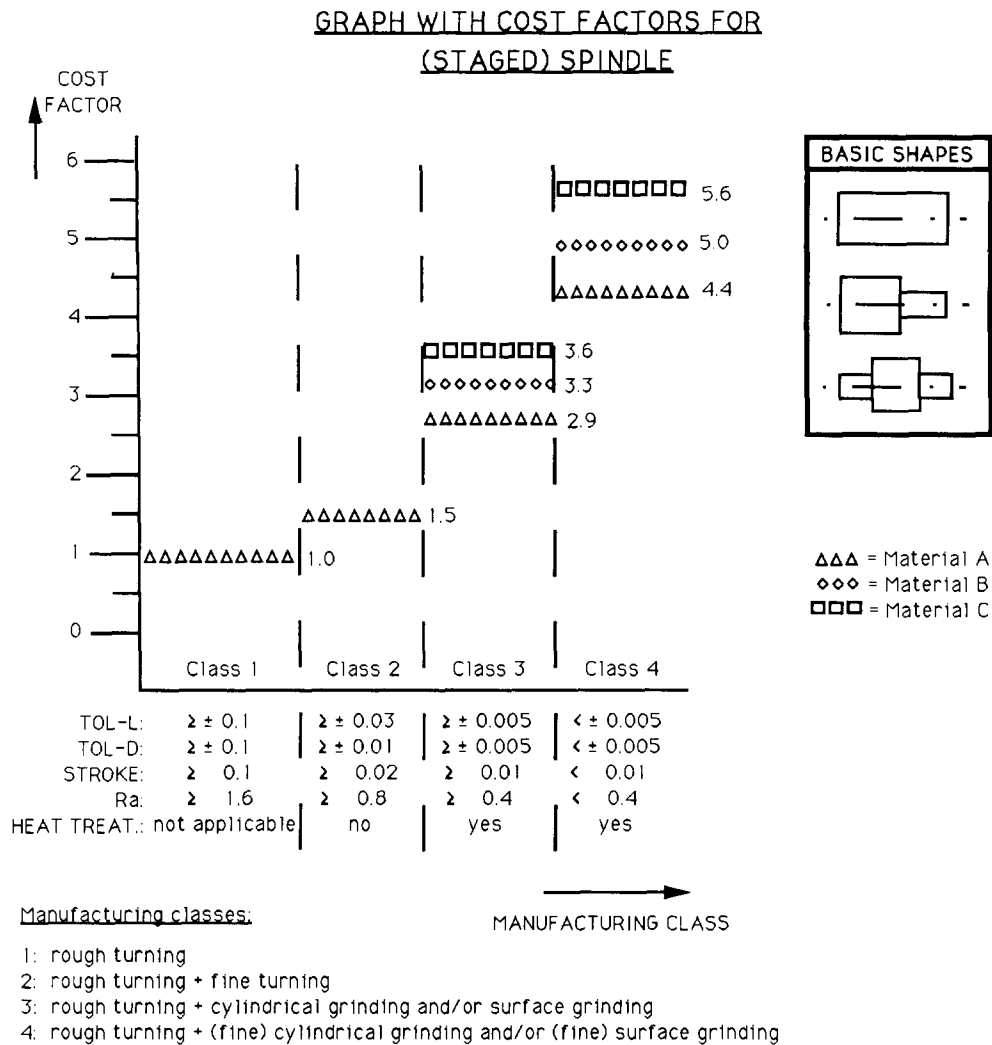 GRAPH WITH COST FACTORS FOR
(STAGED) SPINDLE
COST
FACTOR
6
5
4
3
2
1
0
5.6
5.0
4.4
3.6
3.3
2.9
1.5
1.0
BASIC SHAPES
= Material A
= Material B
= Material C
Class 1 Class 2 Class 3 Class 4
TOL-L: ≥ ± 0.1 ≥ ± 0.03 ≥ ± 0.005 < ± 0.005
TOL-D: ≥ ± 0.1 ≥ ± 0.01 ≥ ± 0.005 < ± 0.005
STROKE: ≥ 0.1 ≥ 0.02 ≥ 0.01 < 0.01
Ra: ≥ 1.6 ≥ 0.8 ≥ 0.4 < 0.4
HEAT TREAT.: not applicable no yes yes
MANUFACTURING CLASS
Manufacturing classes:
1: rough turning
2: rough turning + fine turning
3: rough turning + cylindrical grinding and/or surface grinding
4: rough turning + (fine) cylindrical grinding and/or (fine) surface grinding